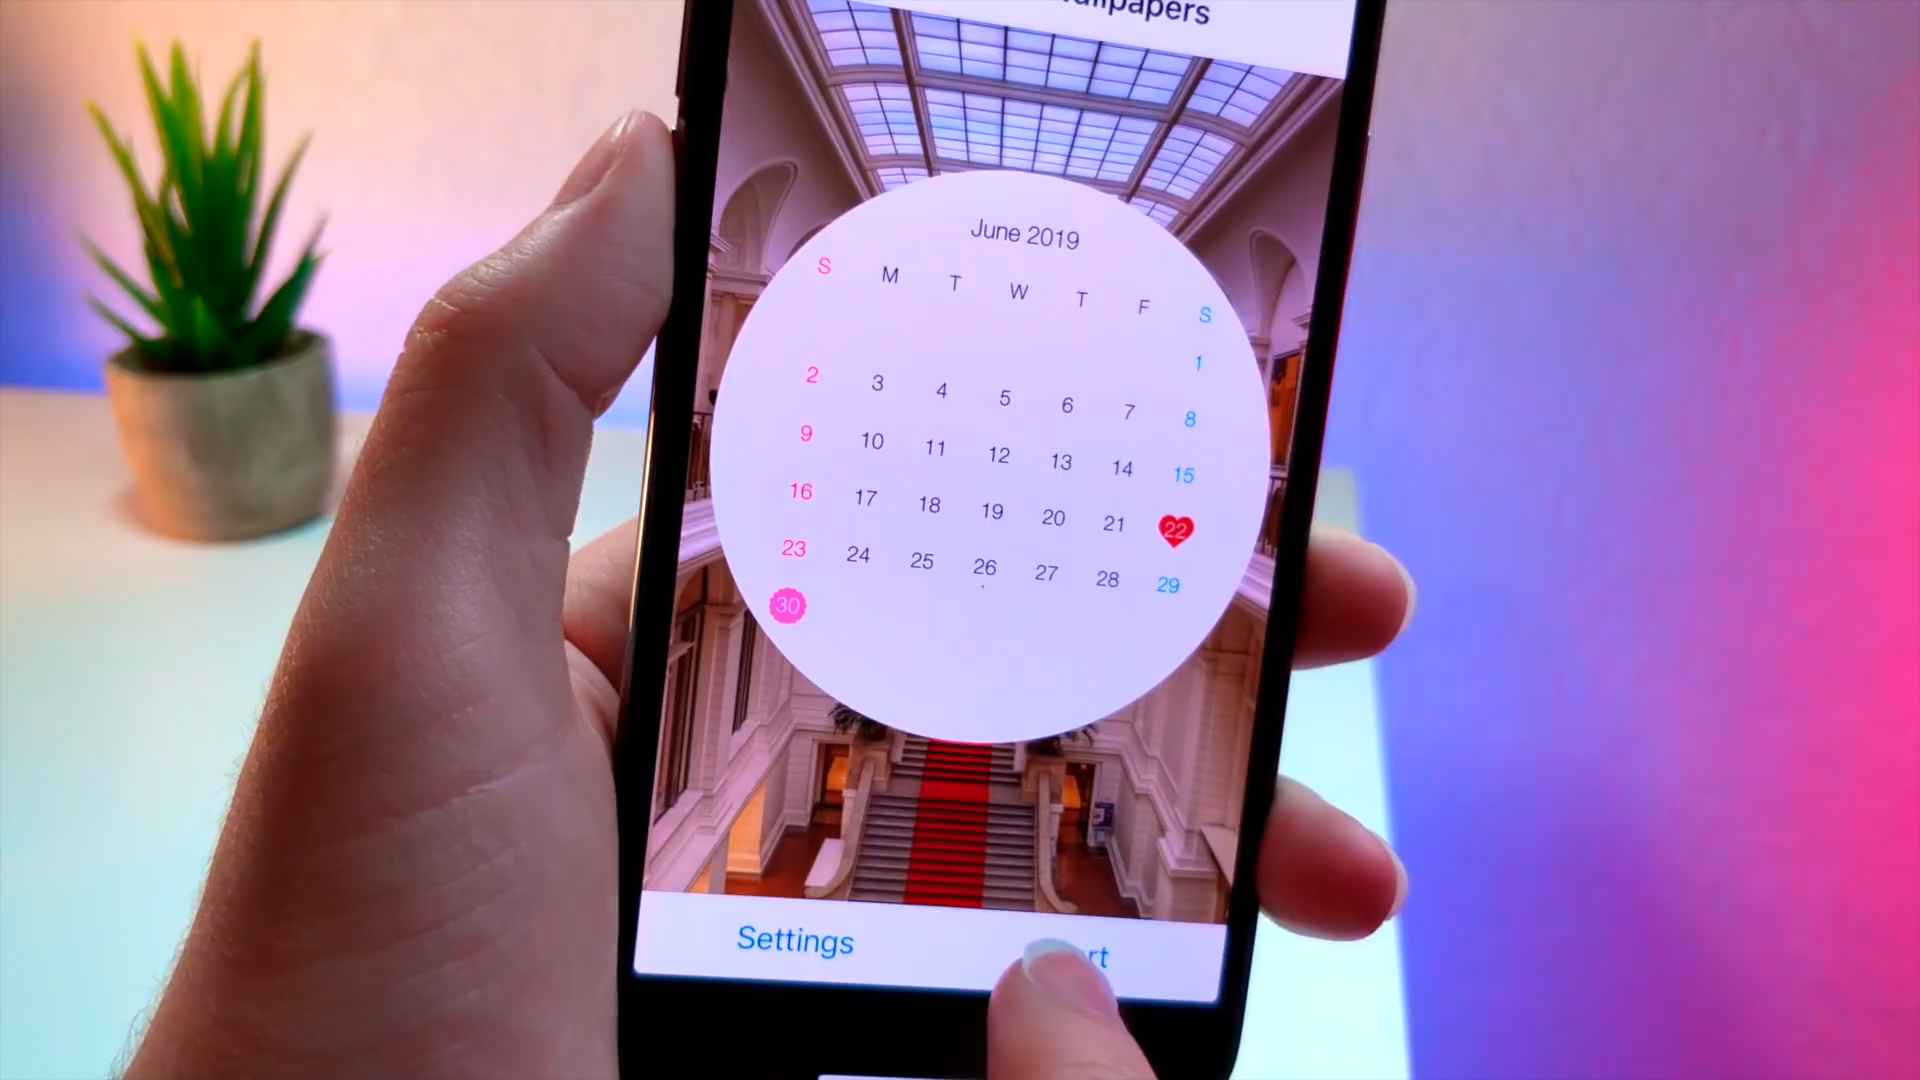 June 2019
S M T W T F S
1
2 3 4 5 6 7 8
9 10 11 12 13 14 15
16 17 18 19 20 21 22
23 24 25 26 27 28 29
30
Settings